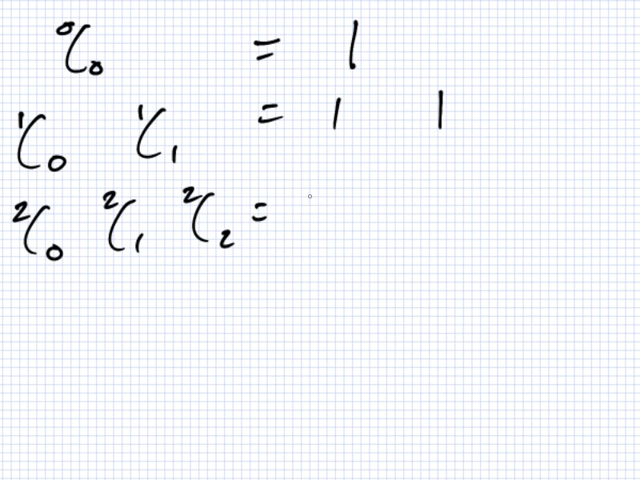 ⁰C₀ = 1
¹C₀ ¹C₁ = 1 1
²C₀ ²C₁ ²C₂ =